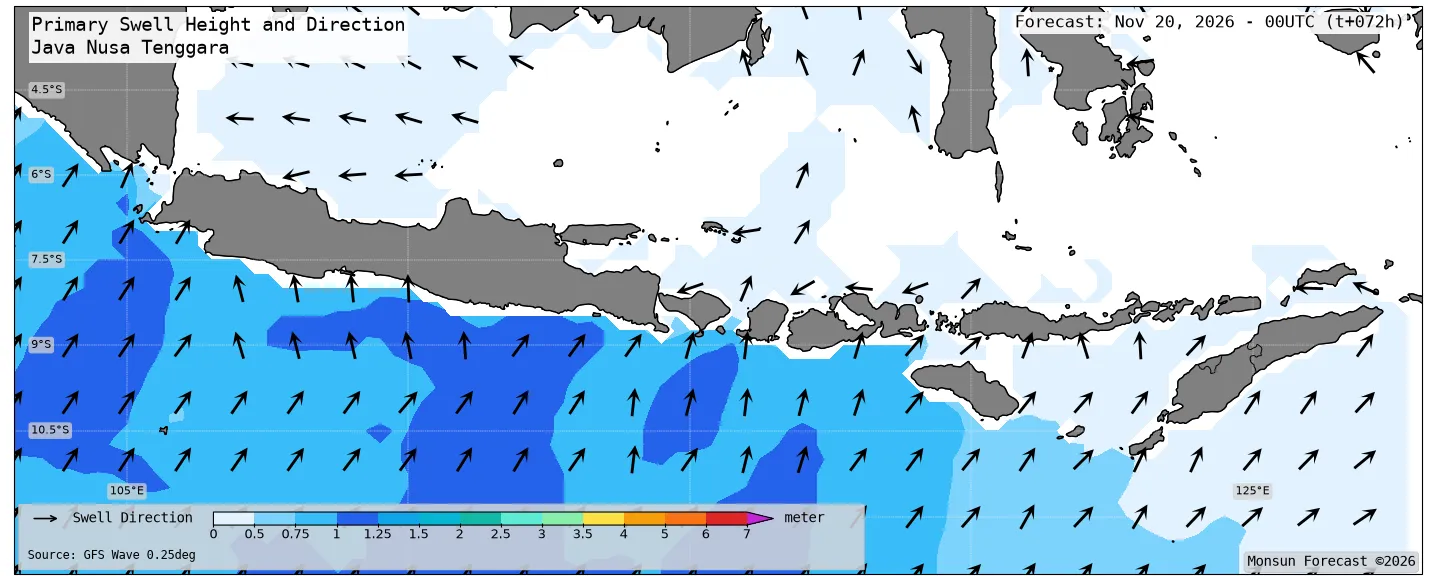 Primary Swell Height and Direction
Java Nusa Tenggara
Forecast: Nov 20, 2026 - 00UTC (t+072h)
4.5°S
6°S
7.5°S
9°S
10.5°S
105°E
125°E
Swell Direction
0 0.5 0.75 1 1.25 1.5 2 2.5 3 3.5 4 5 6 7
meter
Source: GFS Wave 0.25deg
Monsun Forecast ©2026